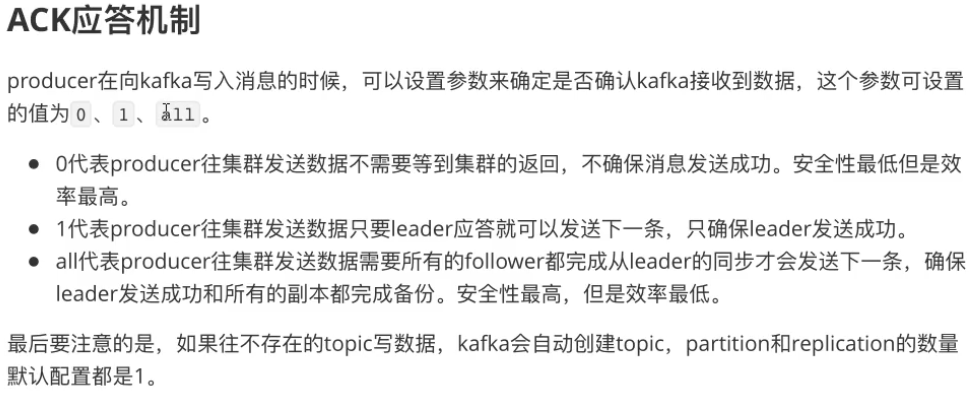 ACK应答机制
producer在向kafka写入消息的时候，可以设置参数来确定是否确认kafka接收到数据，这个参数可设置
的值为0、1、all。
● 0代表producer往集群发送数据不需要等到集群的返回，不确保消息发送成功。安全性最低但是效
率最高。
● 1代表producer往集群发送数据只要leader应答就可以发送下一条，只确保leader发送成功。
● all代表producer往集群发送数据需要所有的follower都完成从leader的同步才会发送下一条，确保
leader发送成功和所有的副本都完成备份。安全性最高，但是效率最低。
最后要注意的是，如果往不存在的topic写数据，kafka会自动创建topic，partition和replication的数量
默认配置都是1。